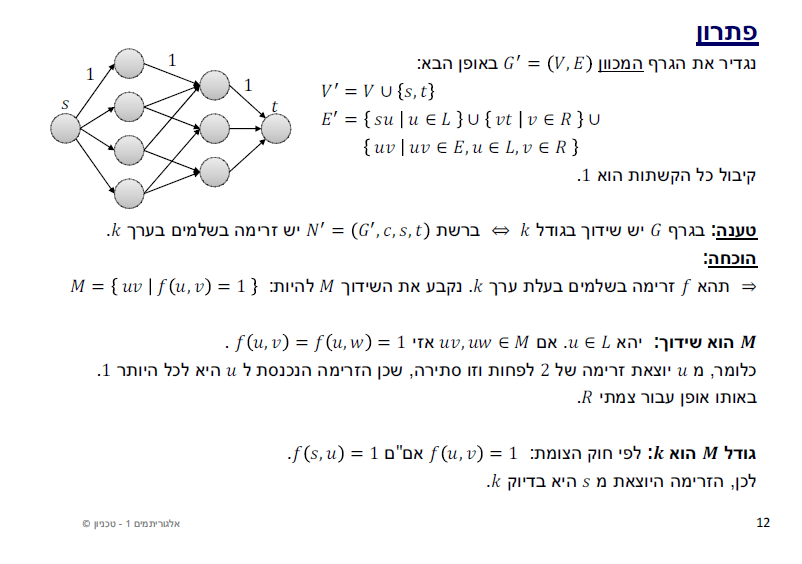 פתרון
נגדיר את הגרף המכוון G′ = (V, E) באופן הבא:
V′ = V ∪ {s, t}
E′ = { su | u ∈ L } ∪ { vt | v ∈ R } ∪
{ uv | uv ∈ E, u ∈ L, v ∈ R }
קיבול כל הקשתות הוא 1.
s
1
1
1
t
טענה: בגרף G יש שידוך בגודל k ⇔ ברשת N′ = (G′, c, s, t) יש זרימה בשלמים בערך k.
הוכחה:
⇒ תהא f זרימה בשלמים בעלת ערך k. נקבע את השידוך M להיות: M = { uv | f(u, v) = 1 }
M הוא שידוך: יהא u ∈ L. אם uv, uw ∈ M אזי f(u, v) = f(u, w) = 1 .
כלומר, מ u יוצאת זרימה של 2 לפחות וזו סתירה, שכן הזרימה הנכנסת ל u היא לכל היותר 1.
באותו אופן עבור צמתי R.
גודל M הוא k: לפי חוק הצומת: f(u, v) = 1 אם"ם f(s, u) = 1.
לכן, הזרימה היוצאת מ s היא בדיוק k.
אלגוריתמים 1 - טכניון ©
12